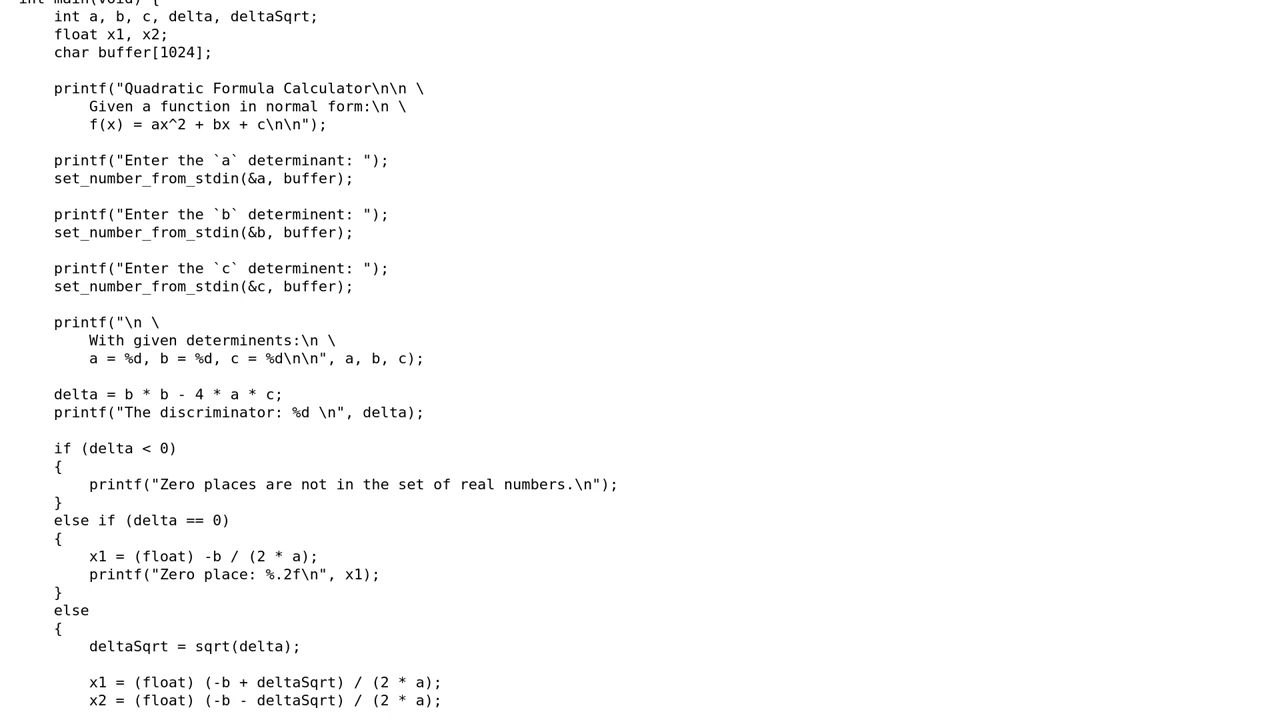 int main(void) {
    int a, b, c, delta, deltaSqrt;
    float x1, x2;
    char buffer[1024];

    printf("Quadratic Formula Calculator\n\n \
        Given a function in normal form:\n \
        f(x) = ax^2 + bx + c\n\n");

    printf("Enter the `a` determinant: ");
    set_number_from_stdin(&a, buffer);

    printf("Enter the `b` determinent: ");
    set_number_from_stdin(&b, buffer);

    printf("Enter the `c` determinent: ");
    set_number_from_stdin(&c, buffer);

    printf("\n \
        With given determinents:\n \
        a = %d, b = %d, c = %d\n\n", a, b, c);

    delta = b * b - 4 * a * c;
    printf("The discriminator: %d \n", delta);

    if (delta < 0)
    {
        printf("Zero places are not in the set of real numbers.\n");
    }
    else if (delta == 0)
    {
        x1 = (float) -b / (2 * a);
        printf("Zero place: %.2f\n", x1);
    }
    else
    {
        deltaSqrt = sqrt(delta);

        x1 = (float) (-b + deltaSqrt) / (2 * a);
        x2 = (float) (-b - deltaSqrt) / (2 * a);